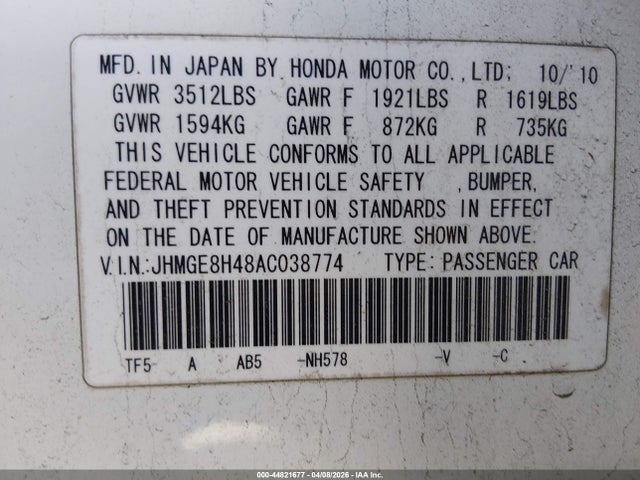 MFD. IN JAPAN BY HONDA MOTOR CO.,LTD; 10/'10
GVWR 3512LBS GAWR F 1921LBS R 1619LBS
GVWR 1594KG GAWR F 872KG R 735KG
THIS VEHICLE CONFORMS TO ALL APPLICABLE
FEDERAL MOTOR VEHICLE SAFETY ,BUMPER,
AND THEFT PREVENTION STANDARDS IN EFFECT
ON THE DATE OF MANUFACTURE SHOWN ABOVE.
V.I.N.:JHMGE8H48AC038774 TYPE: PASSENGER CAR
TF5- A AB5 -NH578 -V -C
000-44821677 04/08/2026 - IAA Inc.